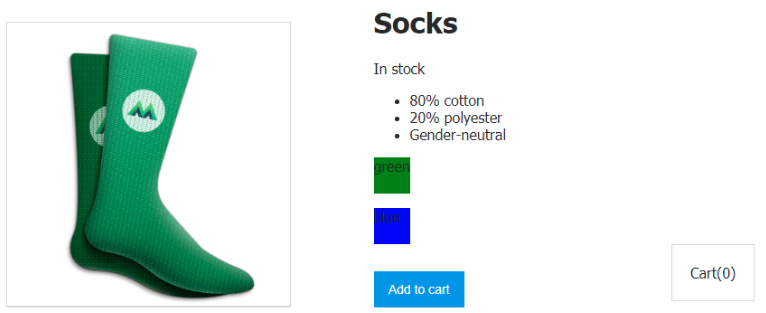 Socks
In stock
80% cotton
20% polyester
Gender-neutral
green
blue
Add to cart
Cart(0)